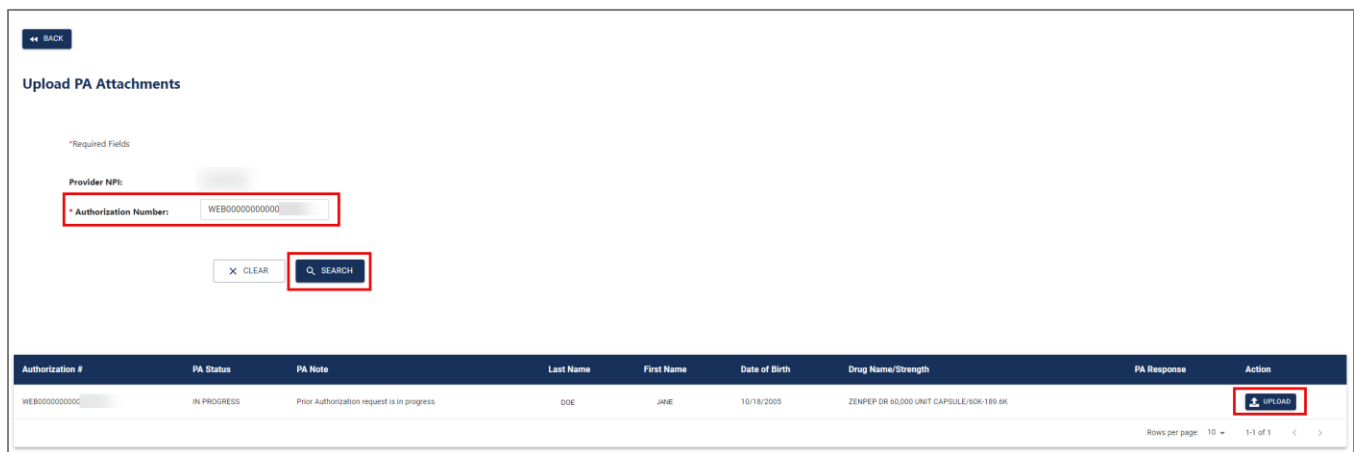 BACK
Upload PA Attachments
*Required Fields
Provider NPI:
* Authorization Number: WEB00000000000
CLEAR SEARCH
Authorization # PA Status PA Note Last Name First Name Date of Birth Drug Name/Strength PA Response Action
WEB0000000000 IN PROGRESS Prior Authorization request is in progress DOE JANE 10/18/2005 ZENPEP DR 60,000 UNIT CAPSULE/60K-189.6K UPLOAD
Rows per page: 10 1-1 of 1